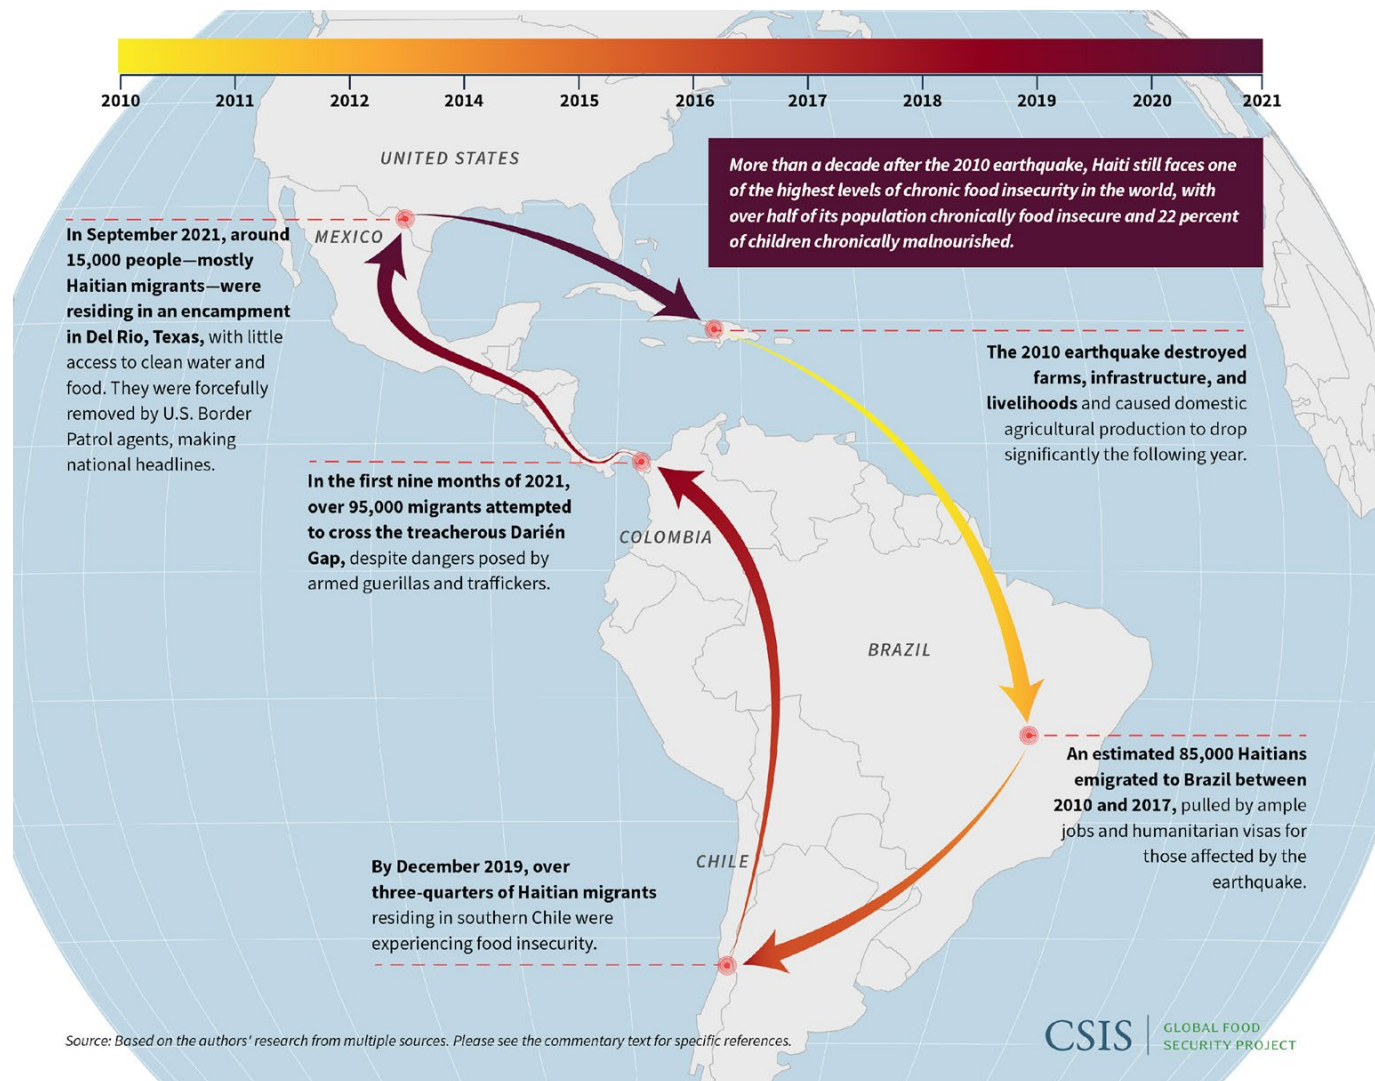 2010 2011 2012 2014 2015 2016 2017 2018 2019 2020 2021
UNITED STATES
More than a decade after the 2010 earthquake, Haiti still faces one
of the highest levels of chronic food insecurity in the world, with
over half of its population chronically food insecure and 22 percent
of children chronically malnourished.
MEXICO
In September 2021, around
15,000 people—mostly
Haitian migrants—were
residing in an encampment
in Del Rio, Texas, with little
access to clean water and
food. They were forcefully
removed by U.S. Border
Patrol agents, making
national headlines.
The 2010 earthquake destroyed
farms, infrastructure, and
livelihoods and caused domestic
agricultural production to drop
significantly the following year.
In the first nine months of 2021,
over 95,000 migrants attempted
to cross the treacherous Darién
Gap, despite dangers posed by
armed guerillas and traffickers.
COLOMBIA
BRAZIL
An estimated 85,000 Haitians
emigrated to Brazil between
2010 and 2017, pulled by ample
jobs and humanitarian visas for
those affected by the
earthquake.
CHILE
By December 2019, over
three-quarters of Haitian migrants
residing in southern Chile were
experiencing food insecurity.
Source: Based on the authors' research from multiple sources. Please see the commentary text for specific references.
CSIS
GLOBAL FOOD
SECURITY PROJECT